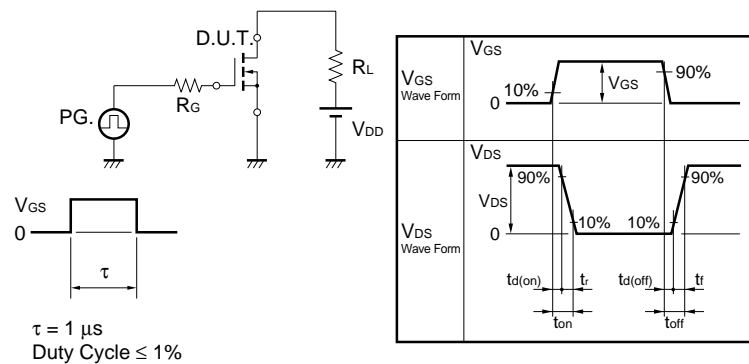 D.U.T.
RL
RG
PG.
VDD
VGS
0
τ
τ = 1 μs
Duty Cycle ≤ 1%
VGS
Wave Form
VGS
10%
VGS
90%
0
VDS
Wave Form
VDS
90%
VDS
10%
0
10%
90%
td(on)
tr
td(off)
tf
ton
toff